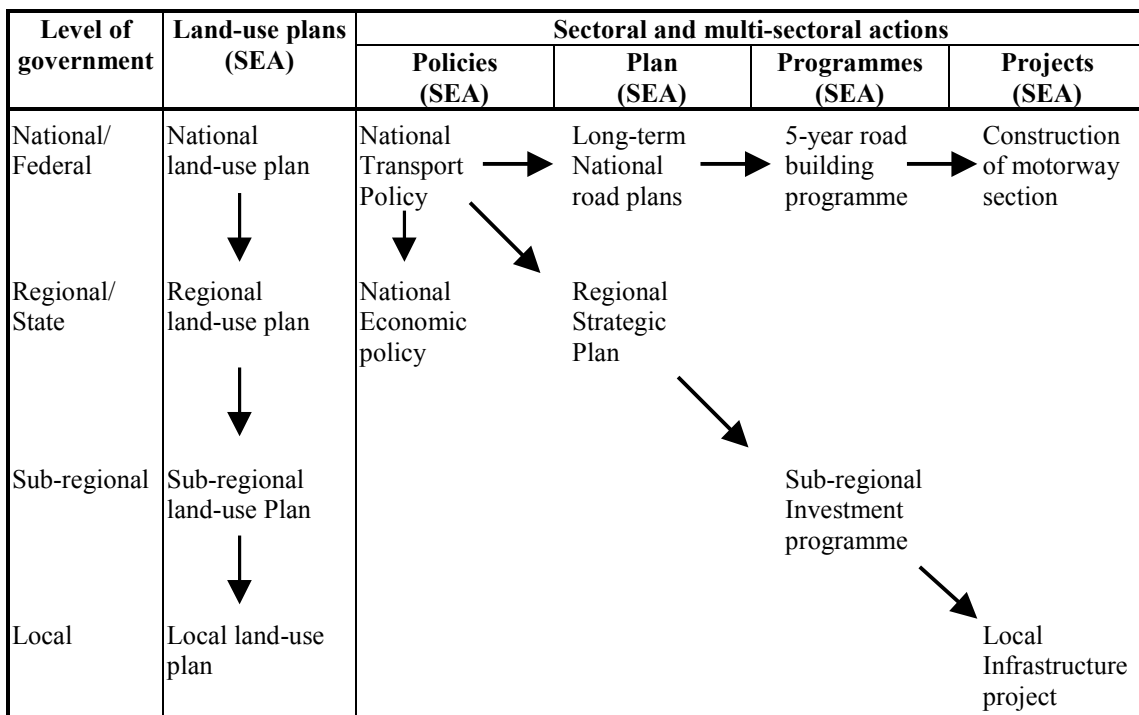 Level of
government
Land-use plans
(SEA)
Sectoral and multi-sectoral actions
Policies
(SEA)
Plan
(SEA)
Programmes
(SEA)
Projects
(SEA)
National/
Federal
National
land-use plan
National
Transport
Policy
Long-term
National
road plans
5-year road
building
programme
Construction
of motorway
section
Regional/
State
Regional
land-use plan
National
Economic
policy
Regional
Strategic
Plan
Sub-regional
Sub-regional
land-use Plan
Sub-regional
Investment
programme
Local
Local land-use
plan
Local
Infrastructure
project